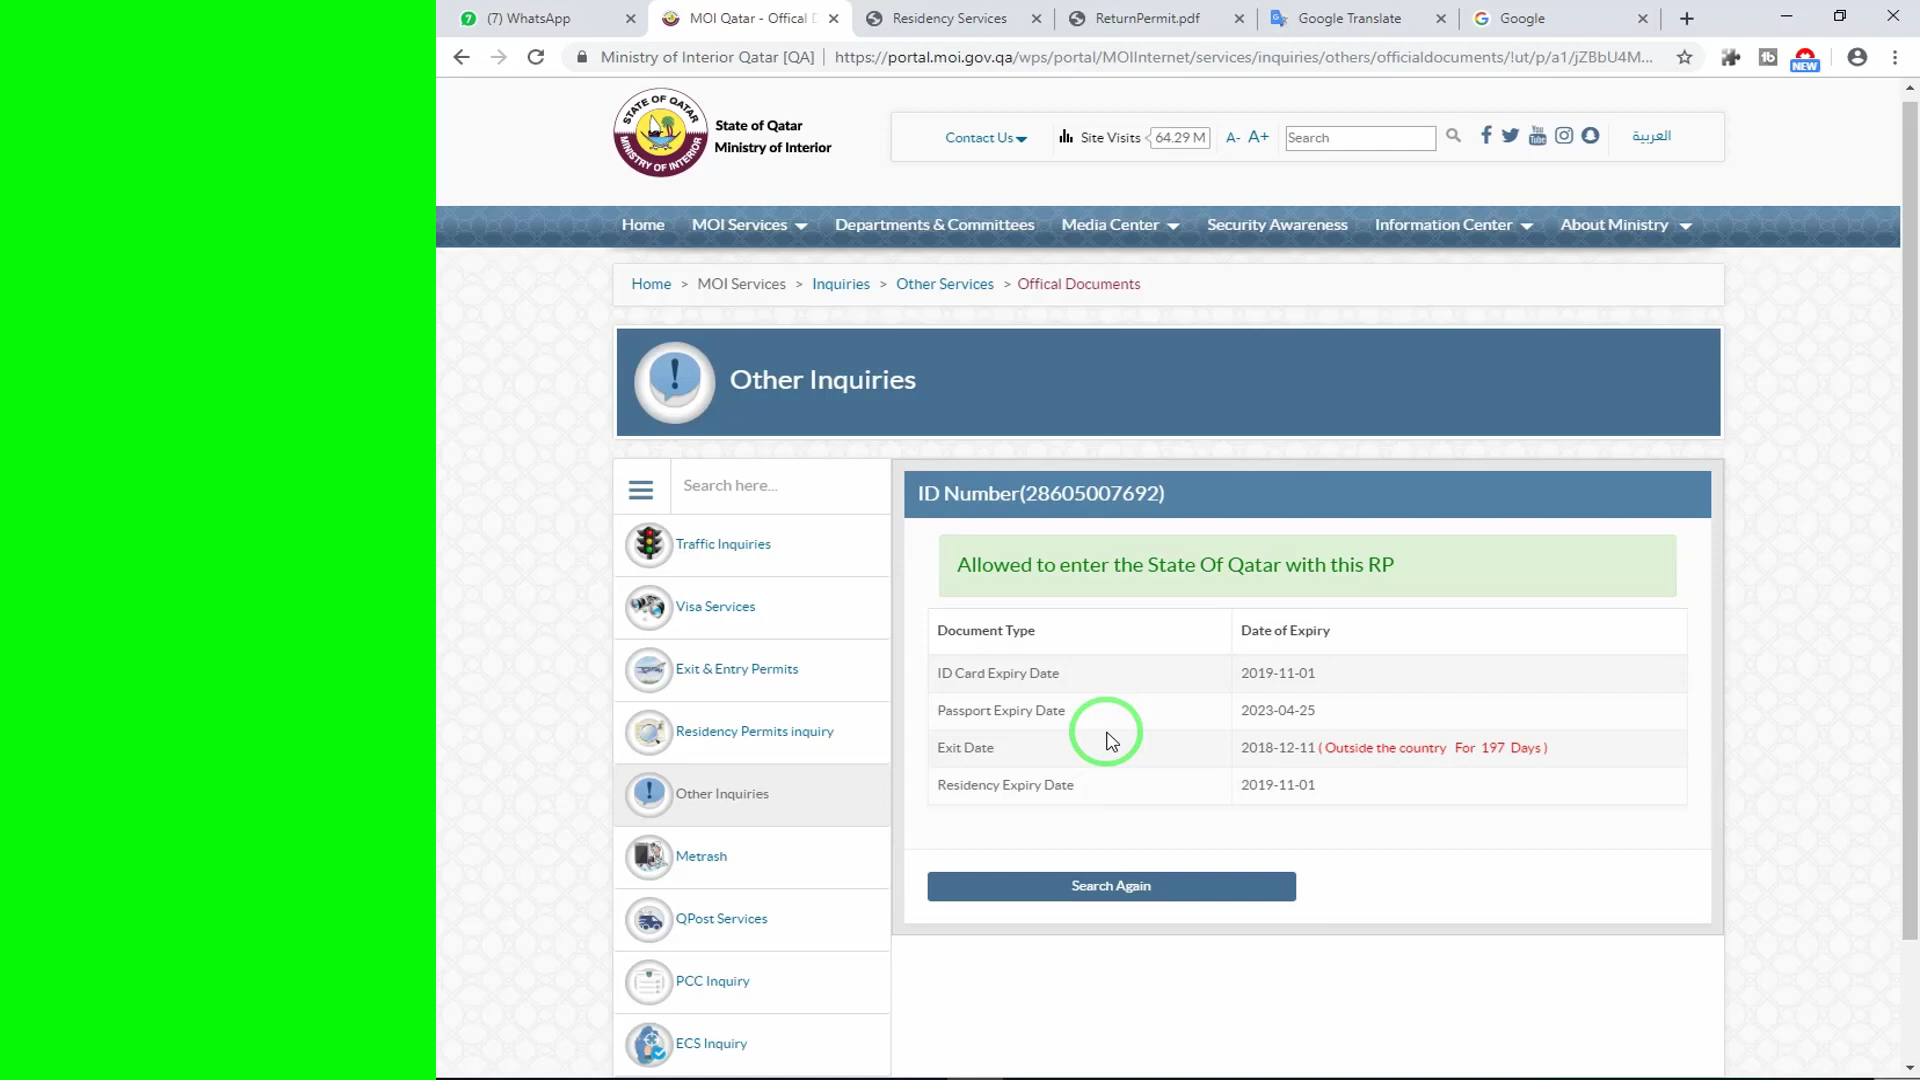 (7) WhatsApp
MOI Qatar - Offical D
Residency Services
ReturnPermit.pdf
Google Translate
Google
Ministry of Interior Qatar [QA]
https://portal.moi.gov.qa/wps/portal/MOIInternet/services/inquiries/others/officialdocuments/!ut/p/a1/jZBbU4M...
NEW
STATE OF QATAR
MINISTRY OF INTERIOR
State of Qatar
Ministry of Interior
Contact Us
Site Visits 64.29 M
A- A+
Search
العربية
Home
MOI Services
Departments & Committees
Media Center
Security Awareness
Information Center
About Ministry
Home > MOI Services > Inquiries > Other Services > Offical Documents
Other Inquiries
Search here...
Traffic Inquiries
Visa Services
Exit & Entry Permits
Residency Permits inquiry
Other Inquiries
Metrash
QPost Services
PCC Inquiry
ECS Inquiry
ID Number(28605007692)
Allowed to enter the State Of Qatar with this RP
Document Type Date of Expiry
ID Card Expiry Date 2019-11-01
Passport Expiry Date 2023-04-25
Exit Date 2018-12-11 ( Outside the country For 197 Days )
Residency Expiry Date 2019-11-01
Search Again